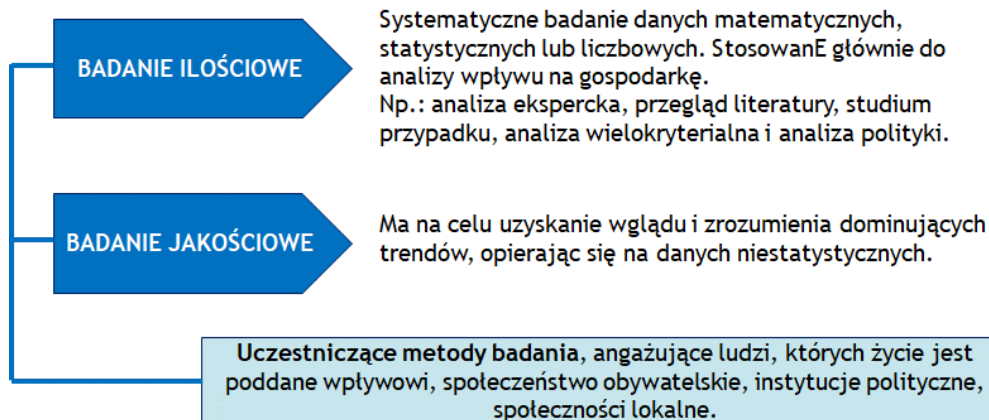 BADANIE ILOŚCIOWE
Systematyczne badanie danych matematycznych,
statystycznych lub liczbowych. StosowanE głównie do
analizy wpływu na gospodarkę.
Np.: analiza ekspercka, przegląd literatury, studium
przypadku, analiza wielokryterialna i analiza polityki.
BADANIE JAKOŚCIOWE
Ma na celu uzyskanie wglądu i zrozumienia dominujących
trendów, opierając się na danych niestatystycznych.
Uczestniczące metody badania, angażujące ludzi, których życie jest
poddane wpływowi, społeczeństwo obywatelskie, instytucje polityczne,
społeczności lokalne.